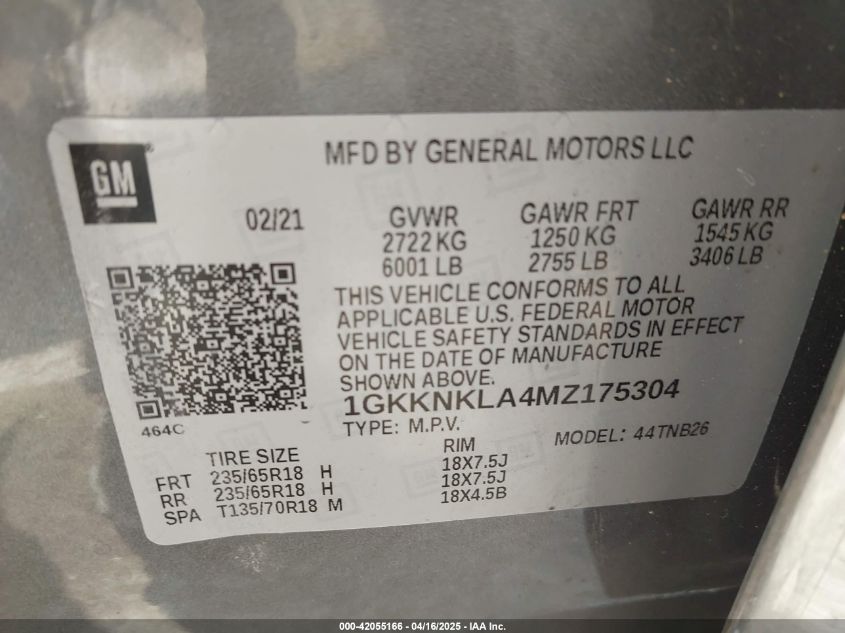 GM
MFD BY GENERAL MOTORS LLC
02/21
GVWR
2722 KG
6001 LB
GAWR FRT
1250 KG
2755 LB
GAWR RR
1545 KG
3406 LB
THIS VEHICLE CONFORMS TO ALL
APPLICABLE U.S. FEDERAL MOTOR
VEHICLE SAFETY STANDARDS IN EFFECT
ON THE DATE OF MANUFACTURE
SHOWN ABOVE.
1GKKNKLA4MZ175304
TYPE: M.P.V.
MODEL: 44TNB26
464C
TIRE SIZE RIM
FRT 235/65R18 H 18X7.5J
RR 235/65R18 H 18X7.5J
SPA T135/70R18 M 18X4.5B
000-42055166 - 04/16/2025 - IAA Inc.